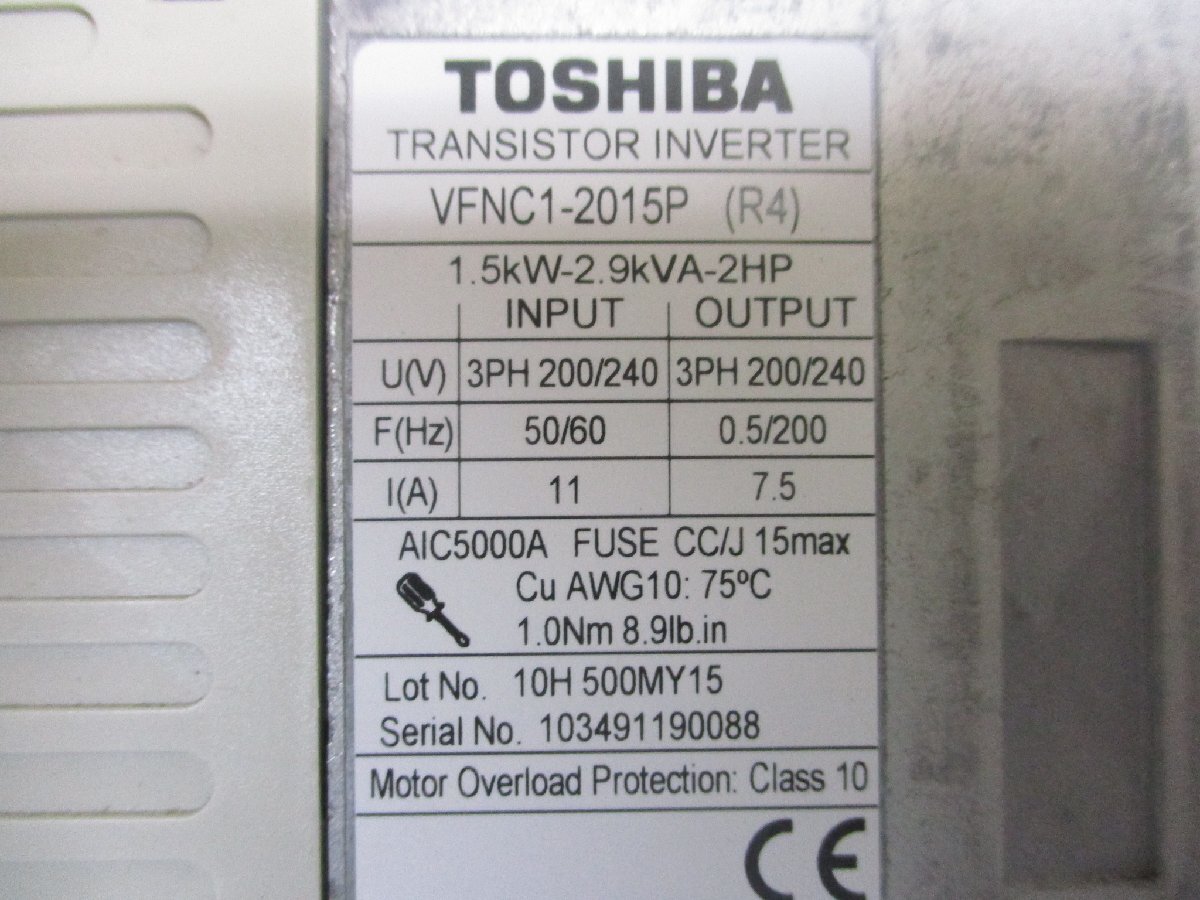 TOSHIBA
TRANSISTOR INVERTER
VFNC1-2015P (R4)
1.5kW-2.9kVA-2HP
INPUT OUTPUT
U(V) 3PH 200/240 3PH 200/240
F(Hz) 50/60 0.5/200
I(A) 11 7.5
AIC5000A FUSE CC/J 15max
Cu AWG10: 75ºC
1.0Nm 8.9lb.in
Lot No. 10H 500MY15
Serial No. 103491190088
Motor Overload Protection: Class 10
CE